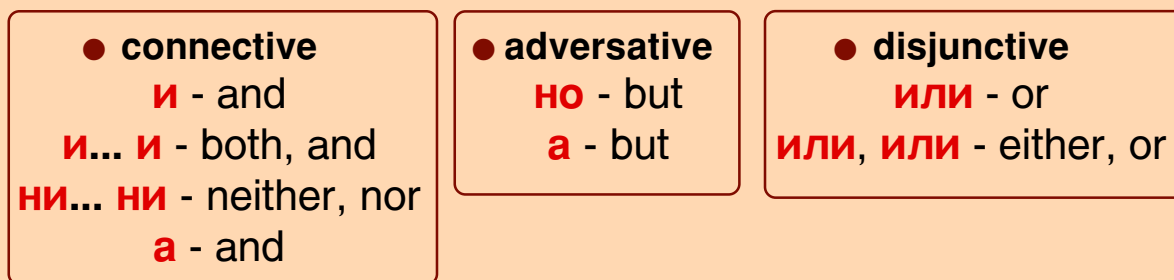 ● connective
и - and
и... и - both, and
ни... ни - neither, nor
а - and
● adversative
но - but
а - but
● disjunctive
или - or
или, или - either, or